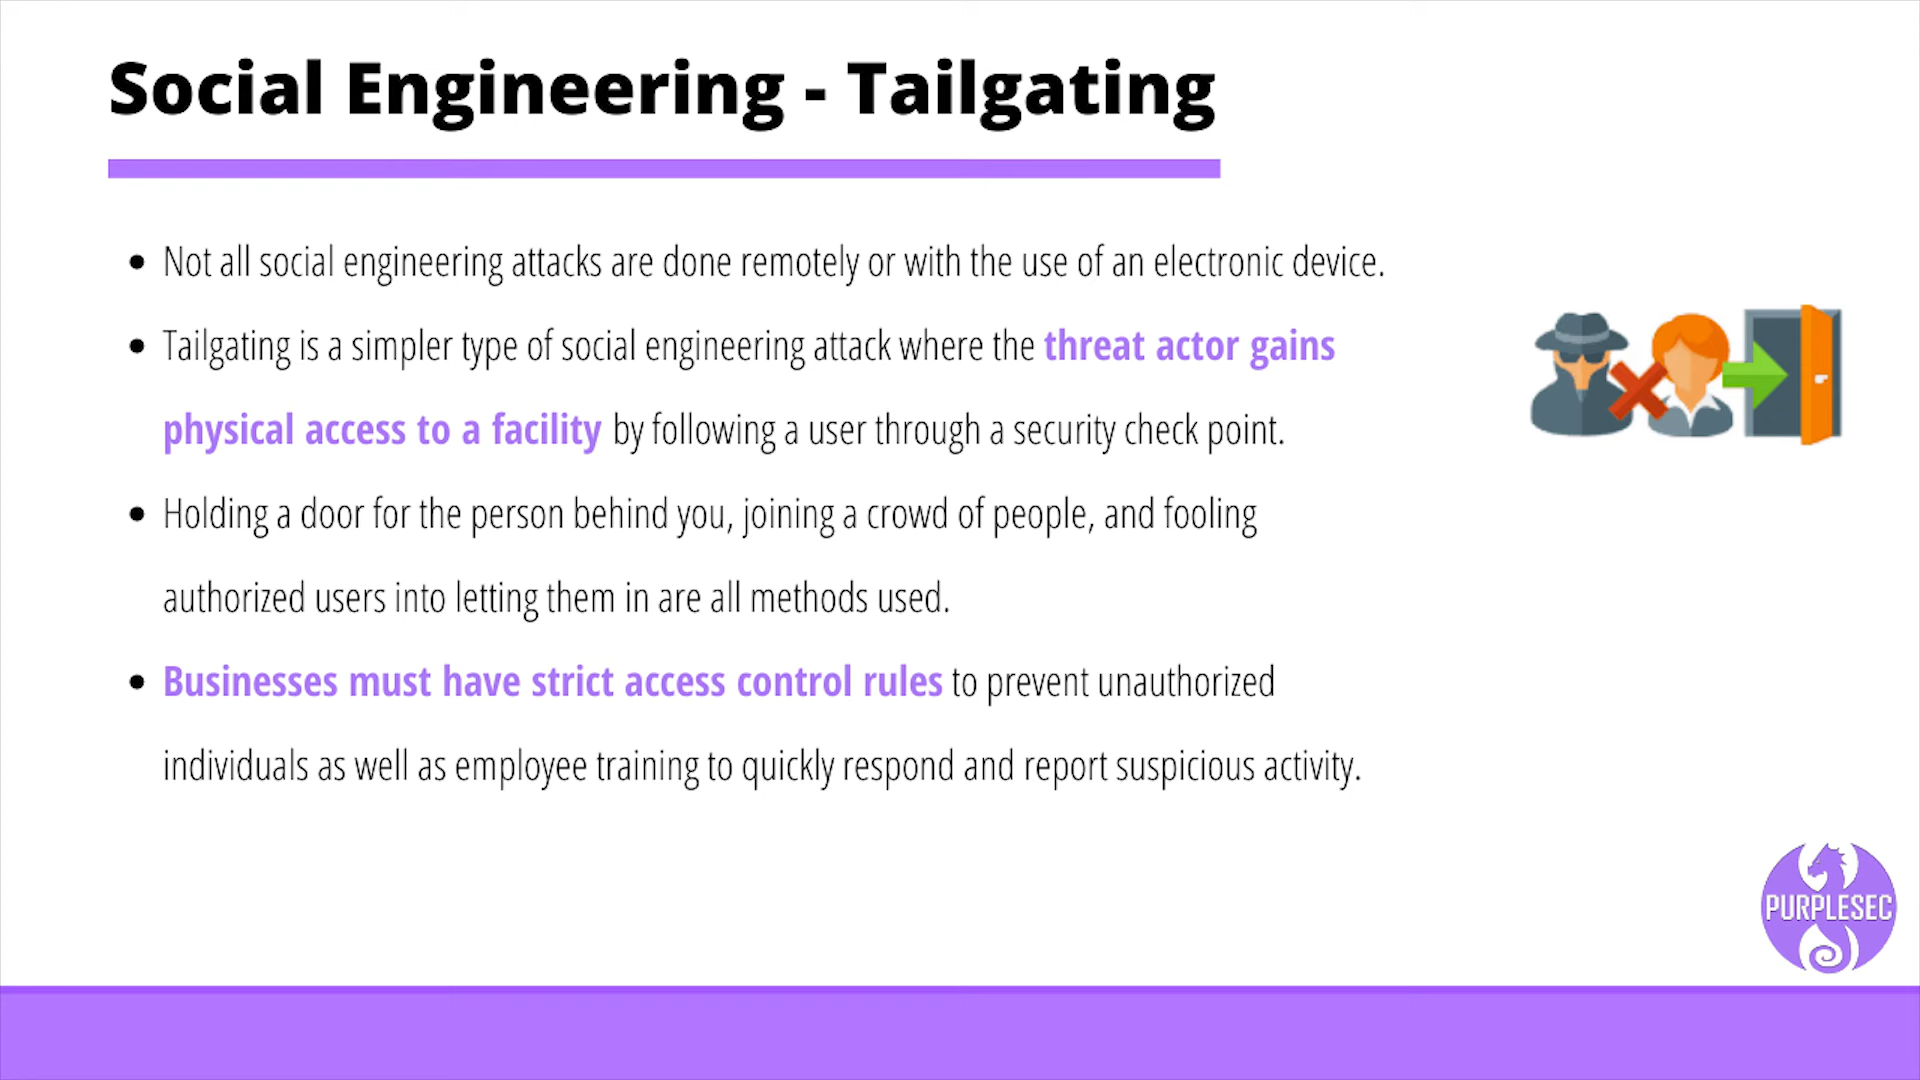 Social Engineering - Tailgating
• Not all social engineering attacks are done remotely or with the use of an electronic device.
• Tailgating is a simpler type of social engineering attack where the threat actor gains
physical access to a facility by following a user through a security check point.
• Holding a door for the person behind you, joining a crowd of people, and fooling
authorized users into letting them in are all methods used.
• Businesses must have strict access control rules to prevent unauthorized
individuals as well as employee training to quickly respond and report suspicious activity.
PURPLESEC